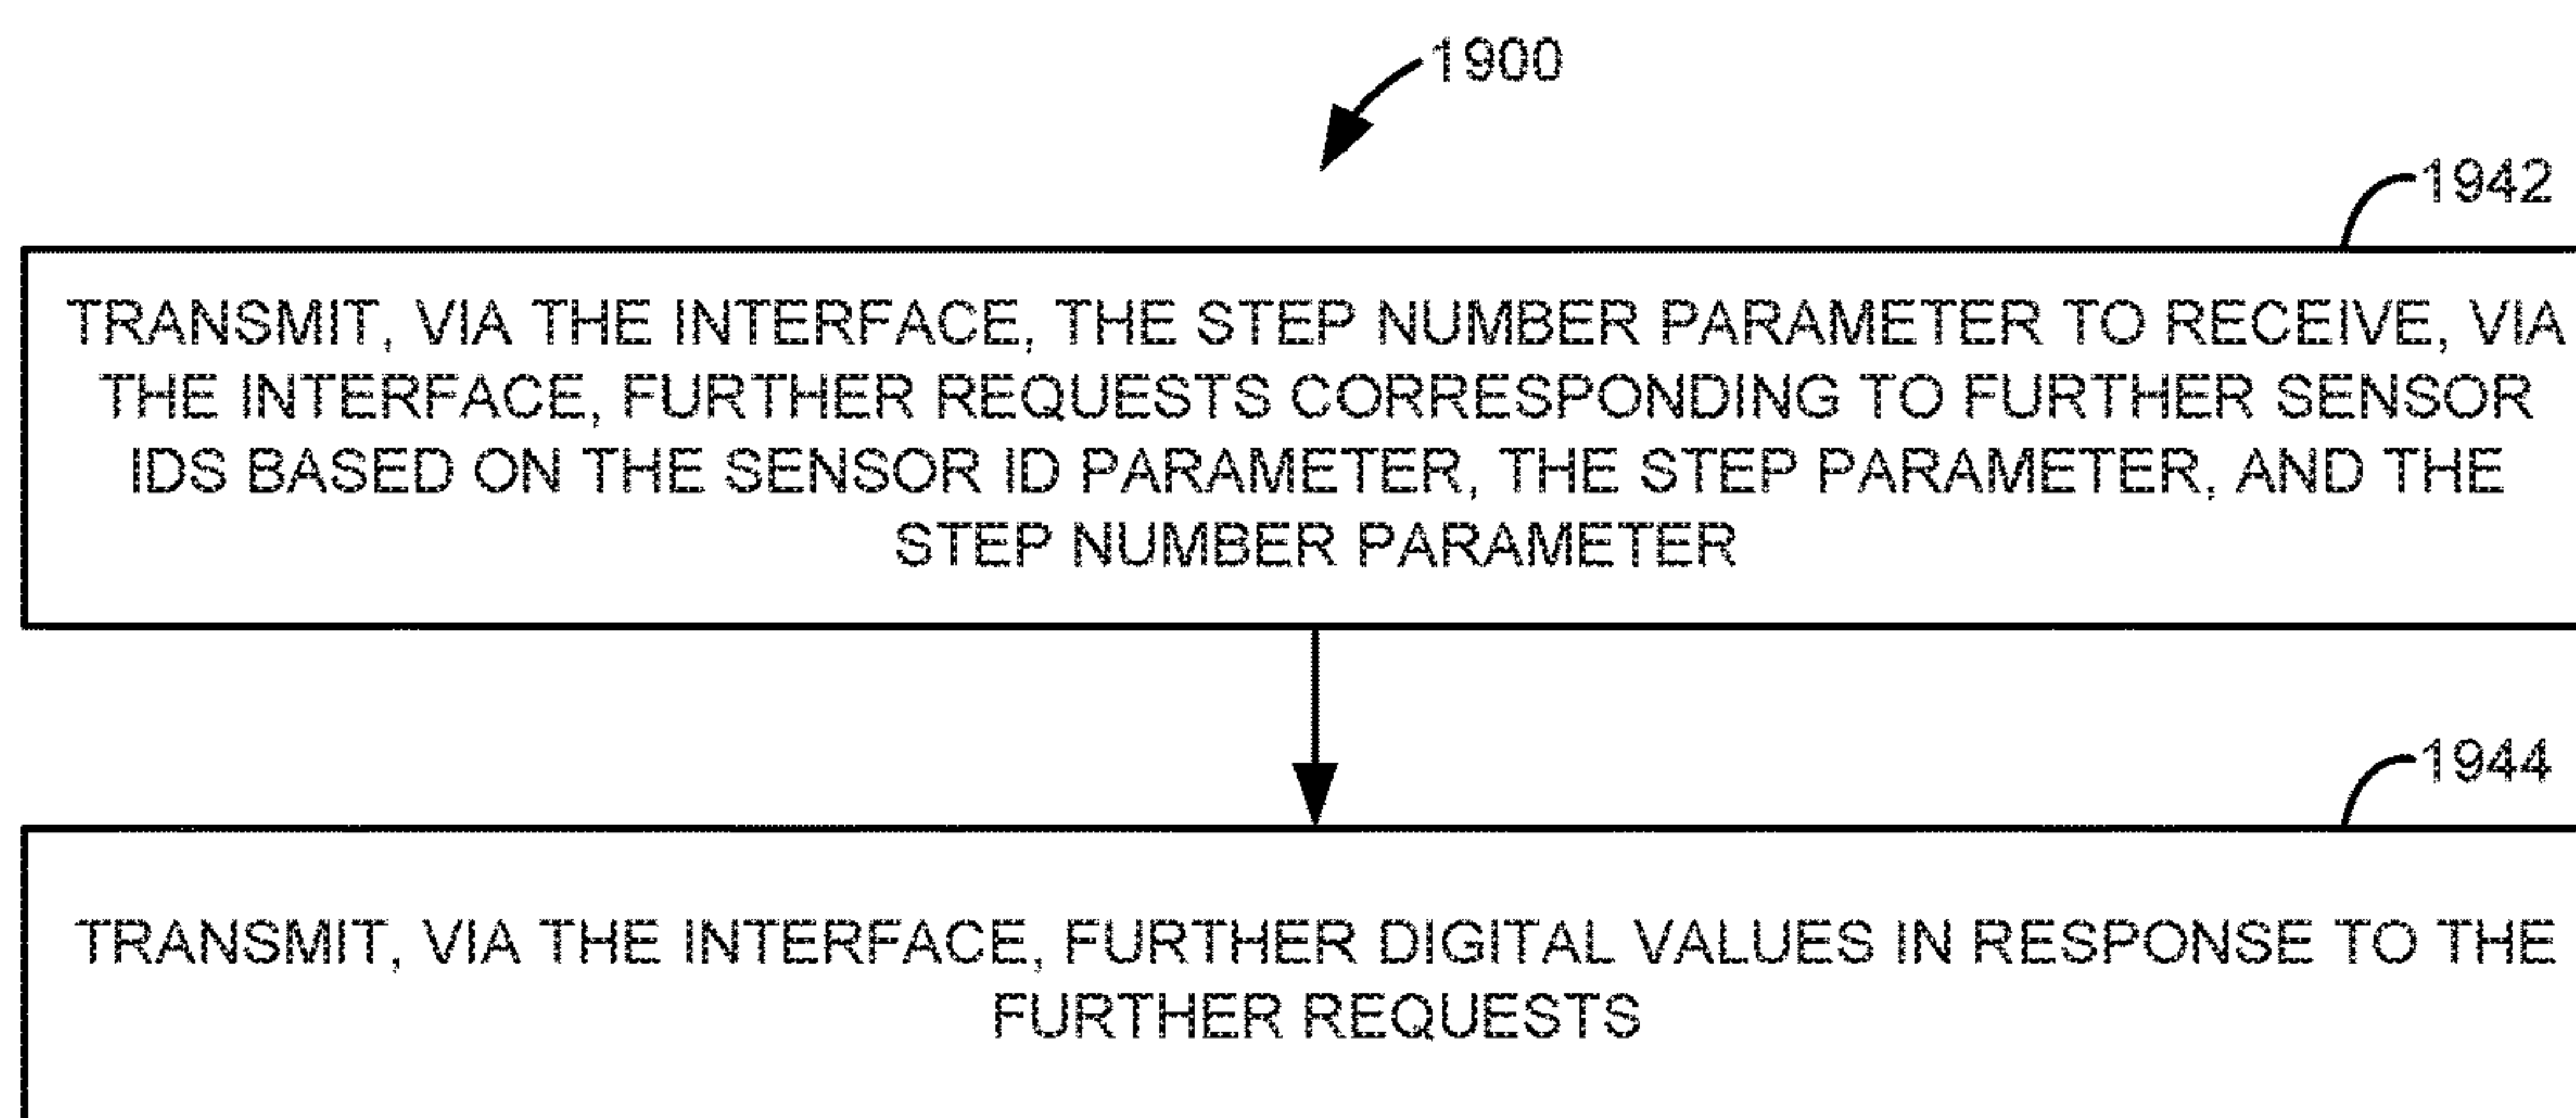 1900
1942
TRANSMIT, VIA THE INTERFACE, THE STEP NUMBER PARAMETER TO RECEIVE, VIA
THE INTERFACE, FURTHER REQUESTS CORRESPONDING TO FURTHER SENSOR
IDS BASED ON THE SENSOR ID PARAMETER, THE STEP PARAMETER, AND THE
STEP NUMBER PARAMETER
1944
TRANSMIT, VIA THE INTERFACE, FURTHER DIGITAL VALUES IN RESPONSE TO THE
FURTHER REQUESTS